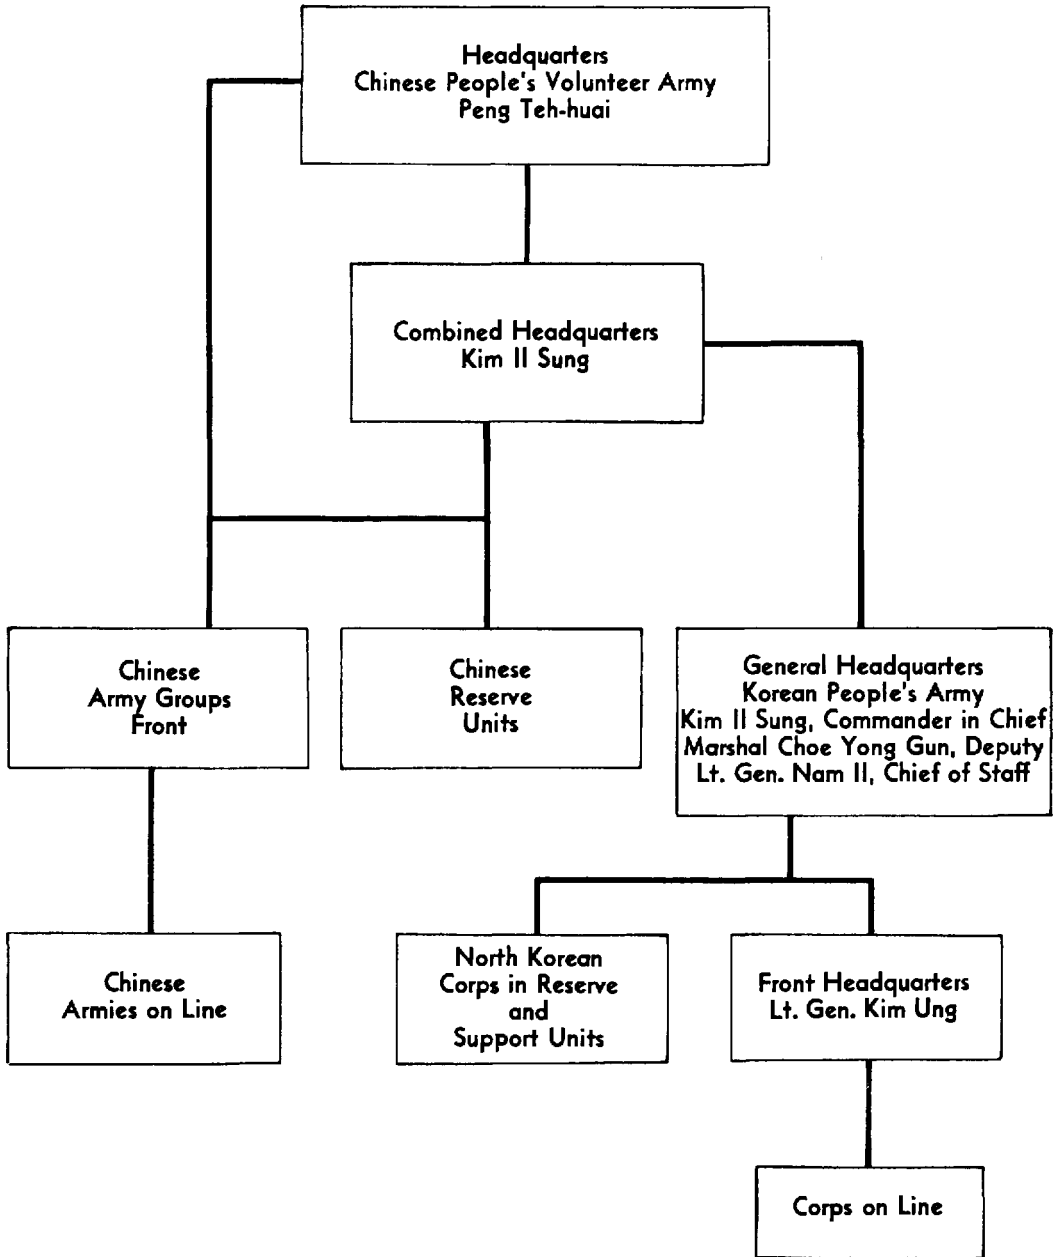 Headquarters
Chinese People's Volunteer Army
Peng Teh-huai
Combined Headquarters
Kim Il Sung
Chinese
Army Groups
Front
Chinese
Reserve
Units
General Headquarters
Korean People's Army
Kim Il Sung, Commander in Chief
Marshal Choe Yong Gun, Deputy
Lt. Gen. Nam Il, Chief of Staff
Chinese
Armies on Line
North Korean
Corps in Reserve
and
Support Units
Front Headquarters
Lt. Gen. Kim Ung
Corps on Line